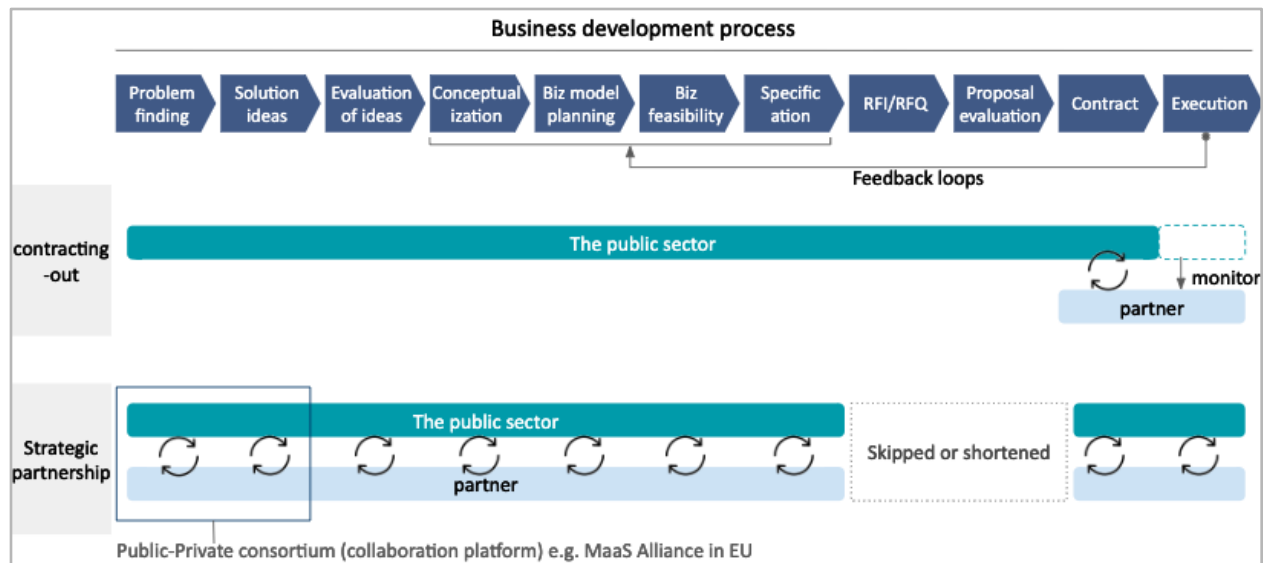 Business development process
Problem
finding
Solution
ideas
Evaluation
of ideas
Conceptual
ization
Biz model
planning
Biz
feasibility
Specific
ation
RFI/RFQ
Proposal
evaluation
Contract
Execution
Feedback loops
contracting
-out
The public sector
monitor
partner
Strategic
partnership
The public sector
Skipped or shortened
partner
Public-Private consortium (collaboration platform) e.g. MaaS Alliance in EU